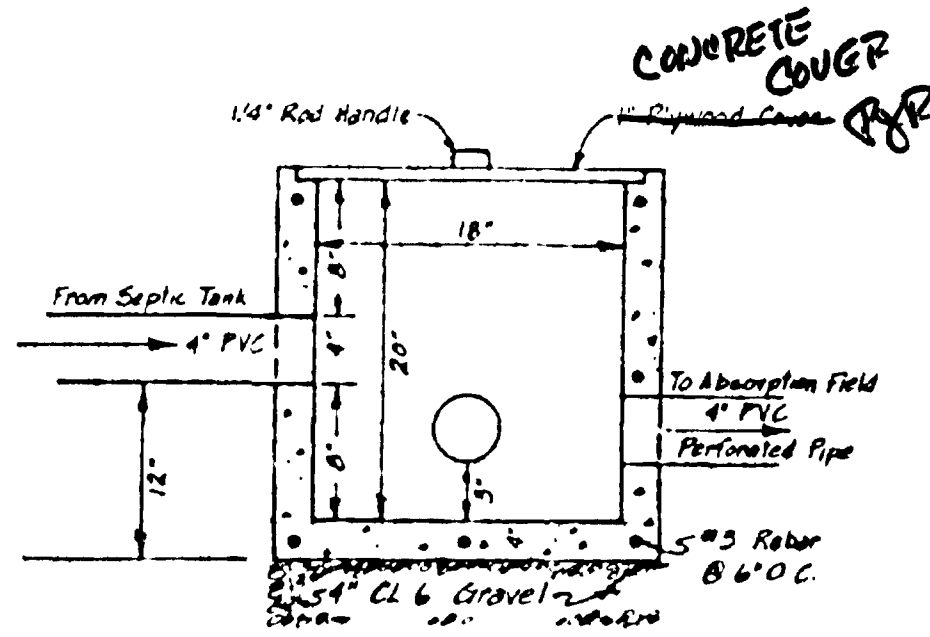 CONCRETE
COVER
1/4" Rod Handle
1" Plywood Cover
18"
8"
From Septic Tank
4" PVC
4"
20"
To Absorption Field
4" PVC
Perforated Pipe
8"
12"
3"
4"
5 #3 Rebar
@ 6" O.C.
4" CL 6 Gravel